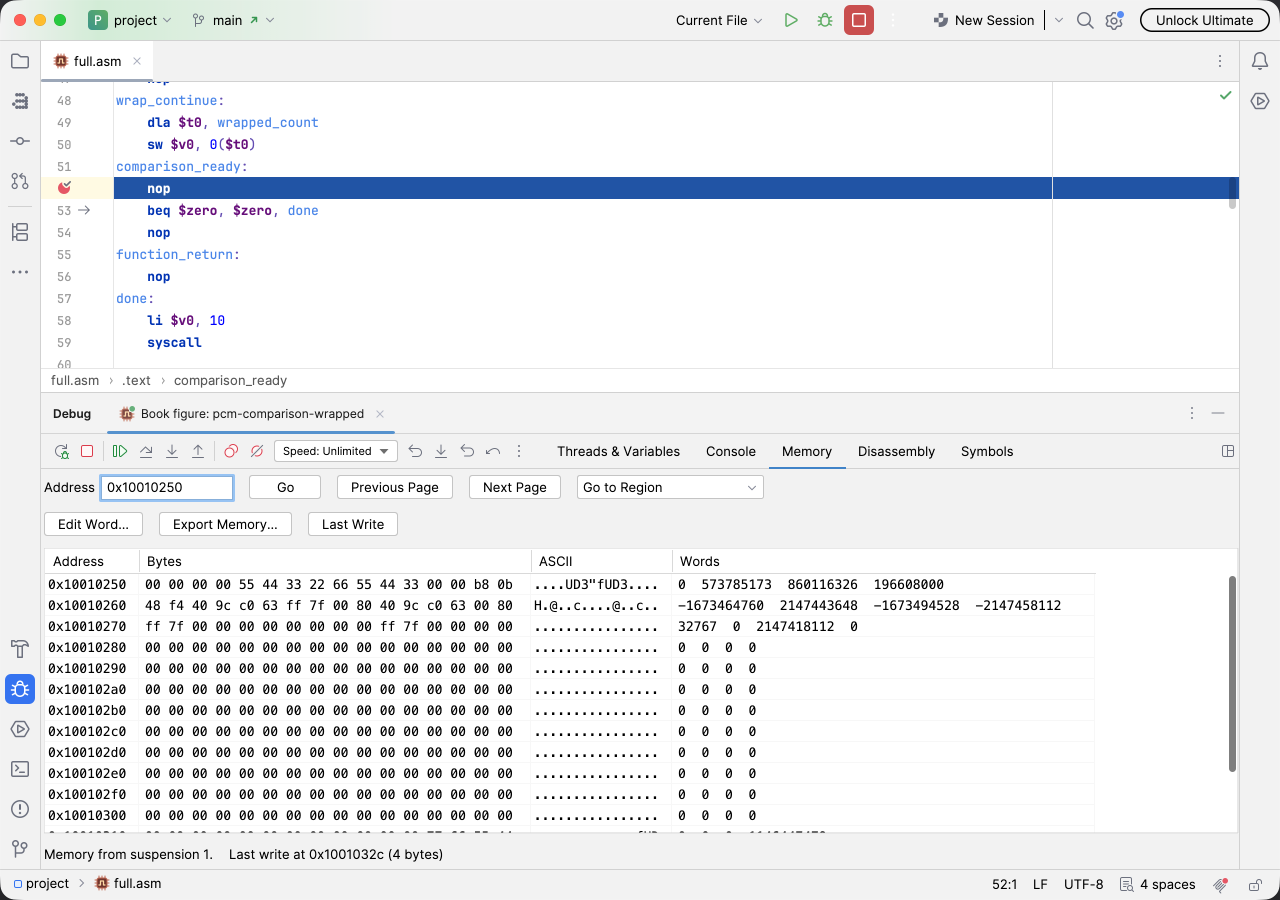 P project main Current File New Session Unlock Ultimate
full.asm
48 wrap_continue:
49 dla $t0, wrapped_count
50 sw $v0, 0($t0)
51 comparison_ready:
nop
53 beq $zero, $zero, done
54 nop
55 function_return:
56 nop
57 done:
58 li $v0, 10
59 syscall
60
full.asm › .text › comparison_ready
Debug Book figure: pcm-comparison-wrapped
Speed: Unlimited Threads & Variables Console Memory Disassembly Symbols
Address 0x10010250 Go Previous Page Next Page Go to Region
Edit Word... Export Memory... Last Write
Address Bytes ASCII Words
0x10010250 00 00 00 00 55 44 33 22 66 55 44 33 00 00 b8 0b ....UD3"fUD3.... 0 573785173 860116326 196608000
0x10010260 48 f4 40 9c c0 63 ff 7f 00 80 40 9c c0 63 00 80 H.@..c....@..c.. -1673464760 2147443648 -1673494528 -2147458112
0x10010270 ff 7f 00 00 00 00 00 00 00 00 ff 7f 00 00 00 00 ................ 32767 0 2147418112 0
0x10010280 00 00 00 00 00 00 00 00 00 00 00 00 00 00 00 00 ................ 0 0 0 0
0x10010290 00 00 00 00 00 00 00 00 00 00 00 00 00 00 00 00 ................ 0 0 0 0
0x100102a0 00 00 00 00 00 00 00 00 00 00 00 00 00 00 00 00 ................ 0 0 0 0
0x100102b0 00 00 00 00 00 00 00 00 00 00 00 00 00 00 00 00 ................ 0 0 0 0
0x100102c0 00 00 00 00 00 00 00 00 00 00 00 00 00 00 00 00 ................ 0 0 0 0
0x100102d0 00 00 00 00 00 00 00 00 00 00 00 00 00 00 00 00 ................ 0 0 0 0
0x100102e0 00 00 00 00 00 00 00 00 00 00 00 00 00 00 00 00 ................ 0 0 0 0
0x100102f0 00 00 00 00 00 00 00 00 00 00 00 00 00 00 00 00 ................ 0 0 0 0
0x10010300 00 00 00 00 00 00 00 00 00 00 00 00 00 00 00 00 ................ 0 0 0 0
Memory from suspension 1. Last write at 0x1001032c (4 bytes)
project › full.asm 52:1 LF UTF-8 4 spaces